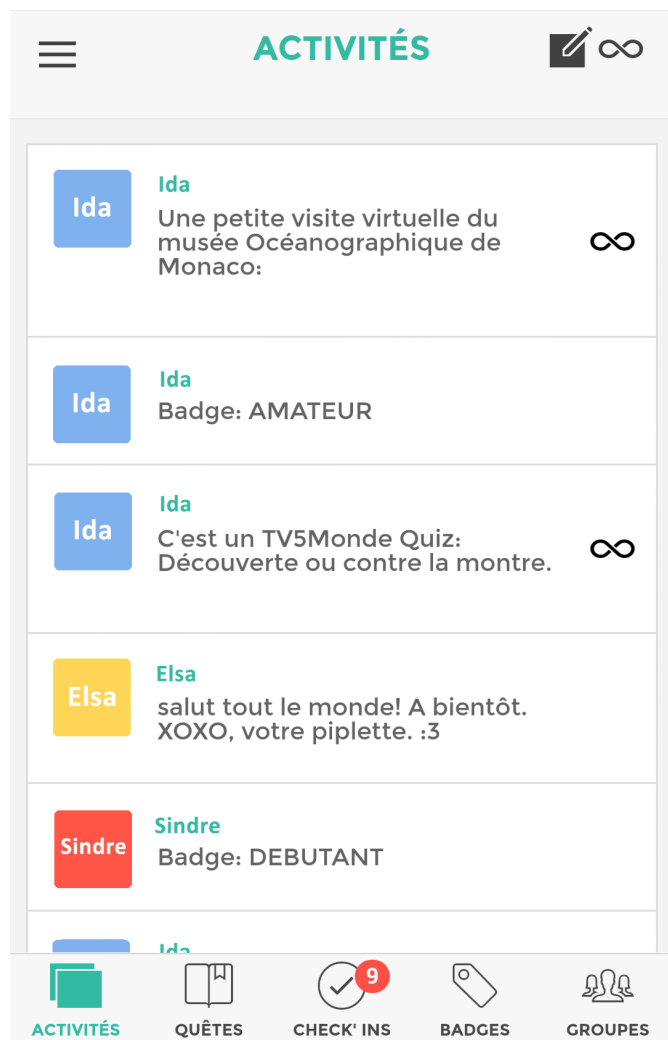 ACTIVITÉS
Ida
Ida
Une petite visite virtuelle du
musée Océanographique de
Monaco:
Ida
Ida
Badge: AMATEUR
Ida
Ida
C'est un TV5Monde Quiz:
Découverte ou contre la montre.
Elsa
Elsa
salut tout le monde! A bientôt.
XOXO, votre piplette. :3
Sindre
Sindre
Badge: DEBUTANT
Ida
9
ACTIVITÉS QUÊTES CHECK' INS BADGES GROUPES